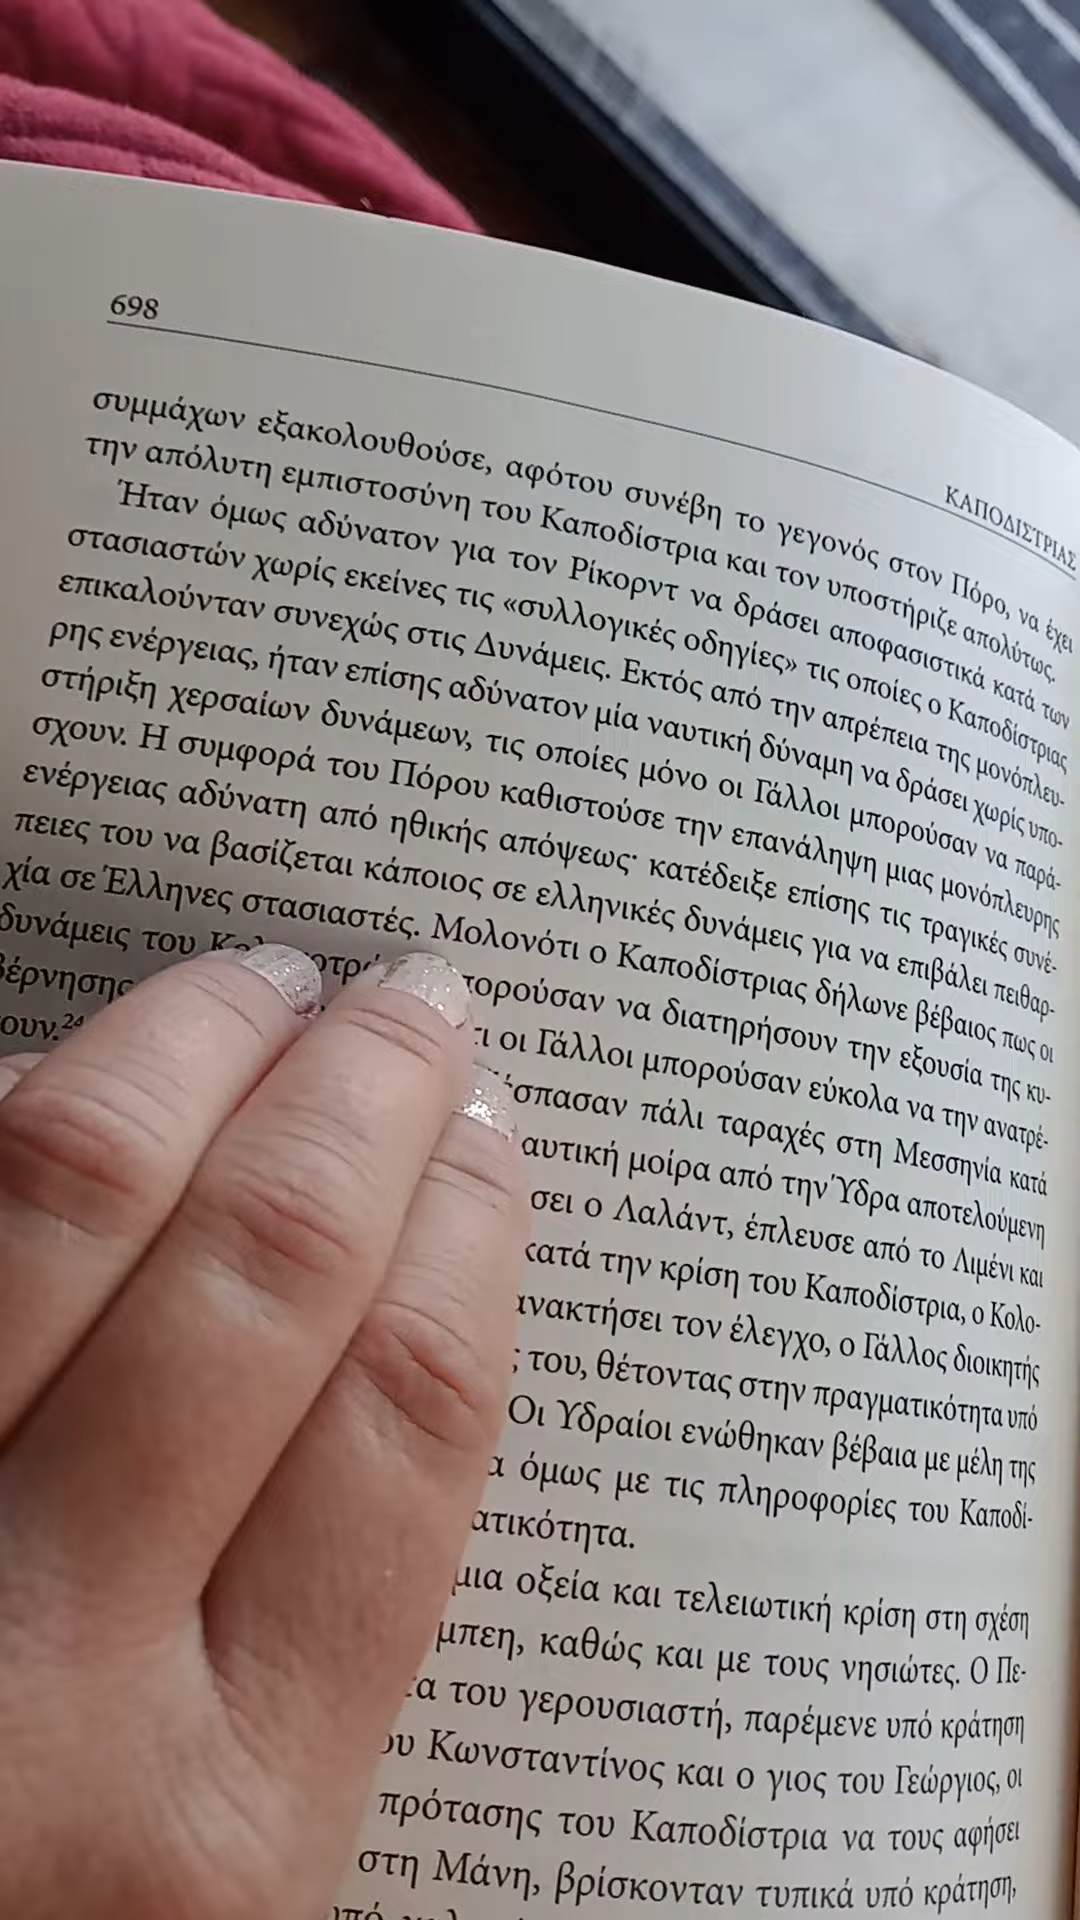 698
ΚΑΠΟΔΙΣΤΡΙΑΣ
συμμάχων εξακολουθούσε, αφότου συνέβη το γεγονός στον Πόρο, να έχει
την απόλυτη εμπιστοσύνη του Καποδίστρια και τον υποστήριζε απολύτως.
Ήταν όμως αδύνατον για τον Ρίκορντ να δράσει αποφασιστικά κατά των
στασιαστών χωρίς εκείνες τις «συλλογικές οδηγίες» τις οποίες ο Καποδίστριας
επικαλούνταν συνεχώς στις Δυνάμεις. Εκτός από την απρέπεια της μονόπλευ-
ρης ενέργειας, ήταν επίσης αδύνατον μία ναυτική δύναμη να δράσει χωρίς υπο-
στήριξη χερσαίων δυνάμεων, τις οποίες μόνο οι Γάλλοι μπορούσαν να παρά-
σχουν. Η συμφορά του Πόρου καθιστούσε την επανάληψη μιας μονόπλευρης
ενέργειας αδύνατη από ηθικής απόψεως· κατέδειξε επίσης τις τραγικές συνέ-
πειες του να βασίζεται κάποιος σε ελληνικές δυνάμεις για να επιβάλει πειθαρ-
χία σε Έλληνες στασιαστές. Μολονότι ο Καποδίστριας δήλωνε βέβαιος πως οι
δυνάμεις του να διατηρήσουν την εξουσία της κυ-
βέρνησης οι Γάλλοι μπορούσαν εύκολα να την ανατρέ-
πάλι ταραχές στη Μεσσηνία κατά
μοίρα από την Ύδρα αποτελούμενη
ο Λαλάντ, έπλευσε από το Λιμένι και
κατά την κρίση του Καποδίστρια, ο Κολο-
τον έλεγχο, ο Γάλλος διοικητής
του, θέτοντας στην πραγματικότητα υπό
Οι Υδραίοι ενώθηκαν βέβαια με μέλη της
όμως με τις πληροφορίες του Καποδί-
μια οξεία και τελειωτική κρίση στη σχέση
μπεη, καθώς και με τους νησιώτες. Ο Πε-
του γερουσιαστή, παρέμενε υπό κράτηση
Κωνσταντίνος και ο γιος του Γεώργιος, οι
πρότασης του Καποδίστρια να τους αφήσει
στη Μάνη, βρίσκονταν τυπικά υπό κράτηση,